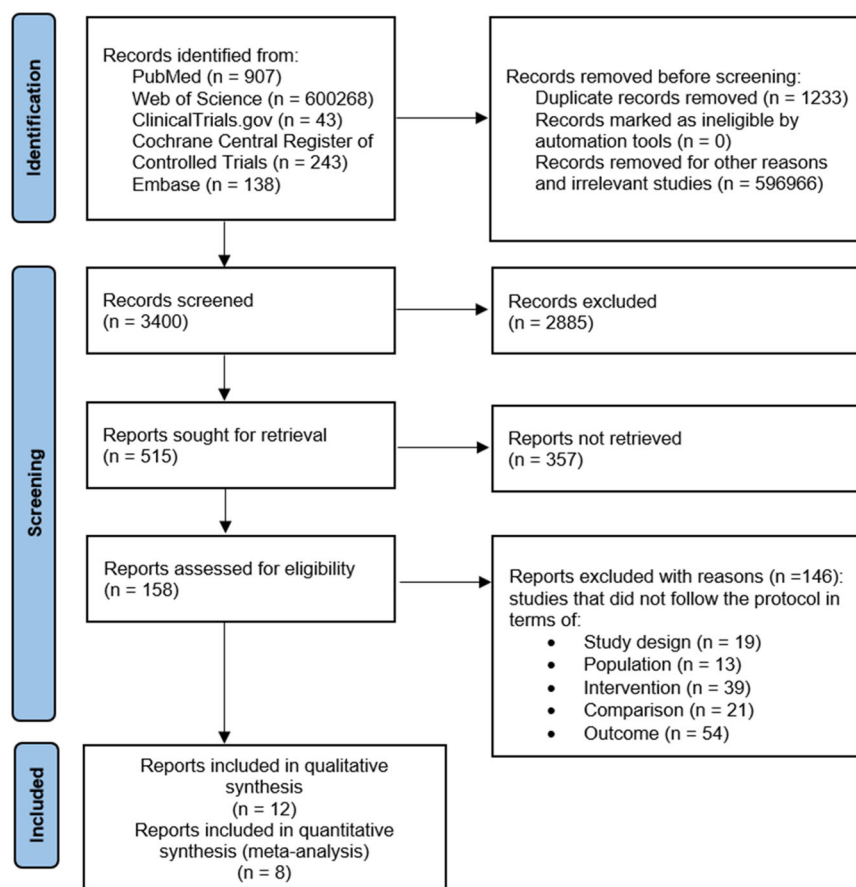 Identification
Records identified from:
PubMed (n = 907)
Web of Science (n = 600268)
ClinicalTrials.gov (n = 43)
Cochrane Central Register of
Controlled Trials (n = 243)
Embase (n = 138)
Records removed before screening:
Duplicate records removed (n = 1233)
Records marked as ineligible by
automation tools
(n = 0)
Records removed for other reasons
and irrelevant studies (n = 596966)
Screening
Records screened
(n = 3400)
Records excluded
(n = 2885)
Reports sought for retrieval
(n = 515)
Reports not retrieved
(n = 357)
Reports assessed for eligibility
(n = 158)
Reports excluded with reasons (n =146):
studies that did not follow the protocol in
terms of:
• Study design (n = 19)
• Population (n = 13)
• Intervention (n = 39)
• Comparison (n = 21)
• Outcome (n = 54)
Included
Reports included in qualitative
synthesis
(n = 12)
Reports included in quantitative
synthesis (meta-analysis)
(n = 8)